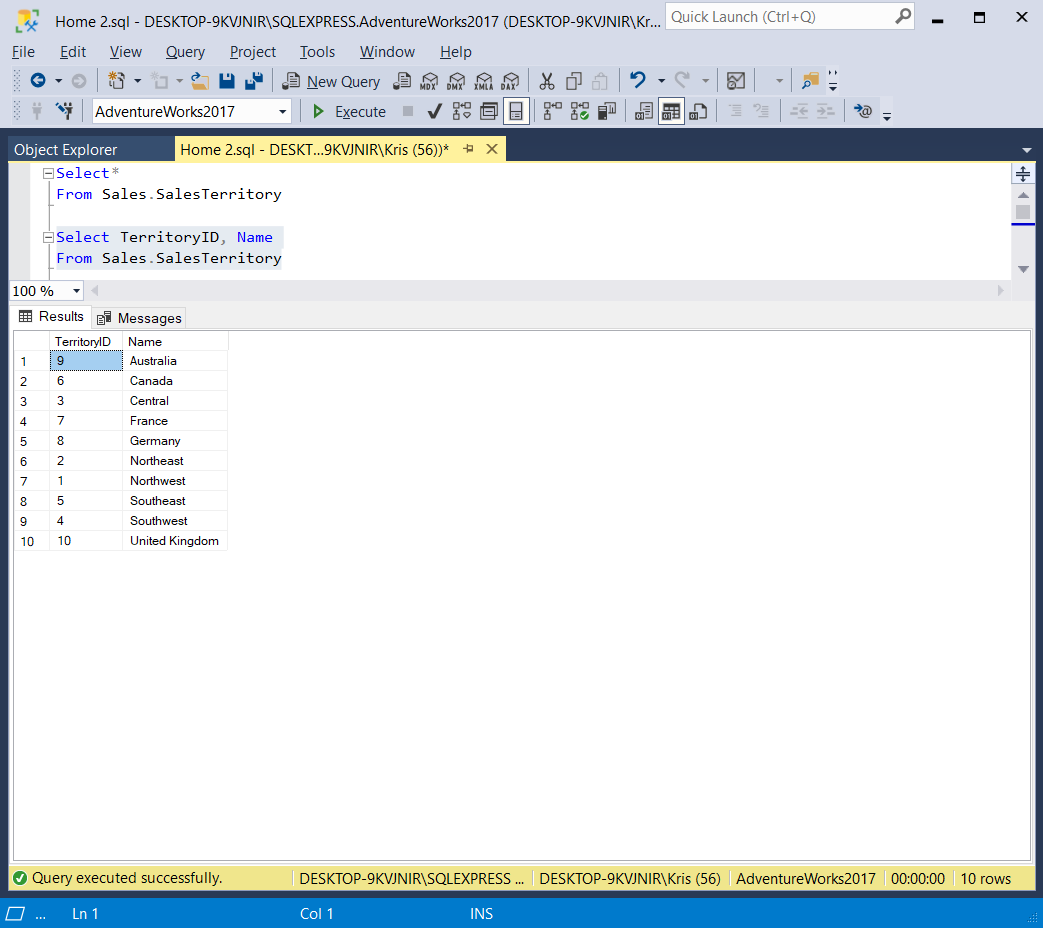 Home 2.sql - DESKTOP-9KVJNIR\SQLEXPRESS.AdventureWorks2017 (DESKTOP-9KVJNIR\Kr...
Quick Launch (Ctrl+Q)
File Edit View Query Project Tools Window Help
New Query MDX DMX XMLA DAX
AdventureWorks2017 Execute
Object Explorer
Home 2.sql - DESKT...9KVJNIR\Kris (56))*
Select*
From Sales.SalesTerritory
Select TerritoryID, Name
From Sales.SalesTerritory
100 %
Results Messages
TerritoryID Name
1 9 Australia
2 6 Canada
3 3 Central
4 7 France
5 8 Germany
6 2 Northeast
7 1 Northwest
8 5 Southeast
9 4 Southwest
10 10 United Kingdom
Query executed successfully. DESKTOP-9KVJNIR\SQLEXPRESS ... DESKTOP-9KVJNIR\Kris (56) AdventureWorks2017 00:00:00 10 rows
... Ln 1 Col 1 INS